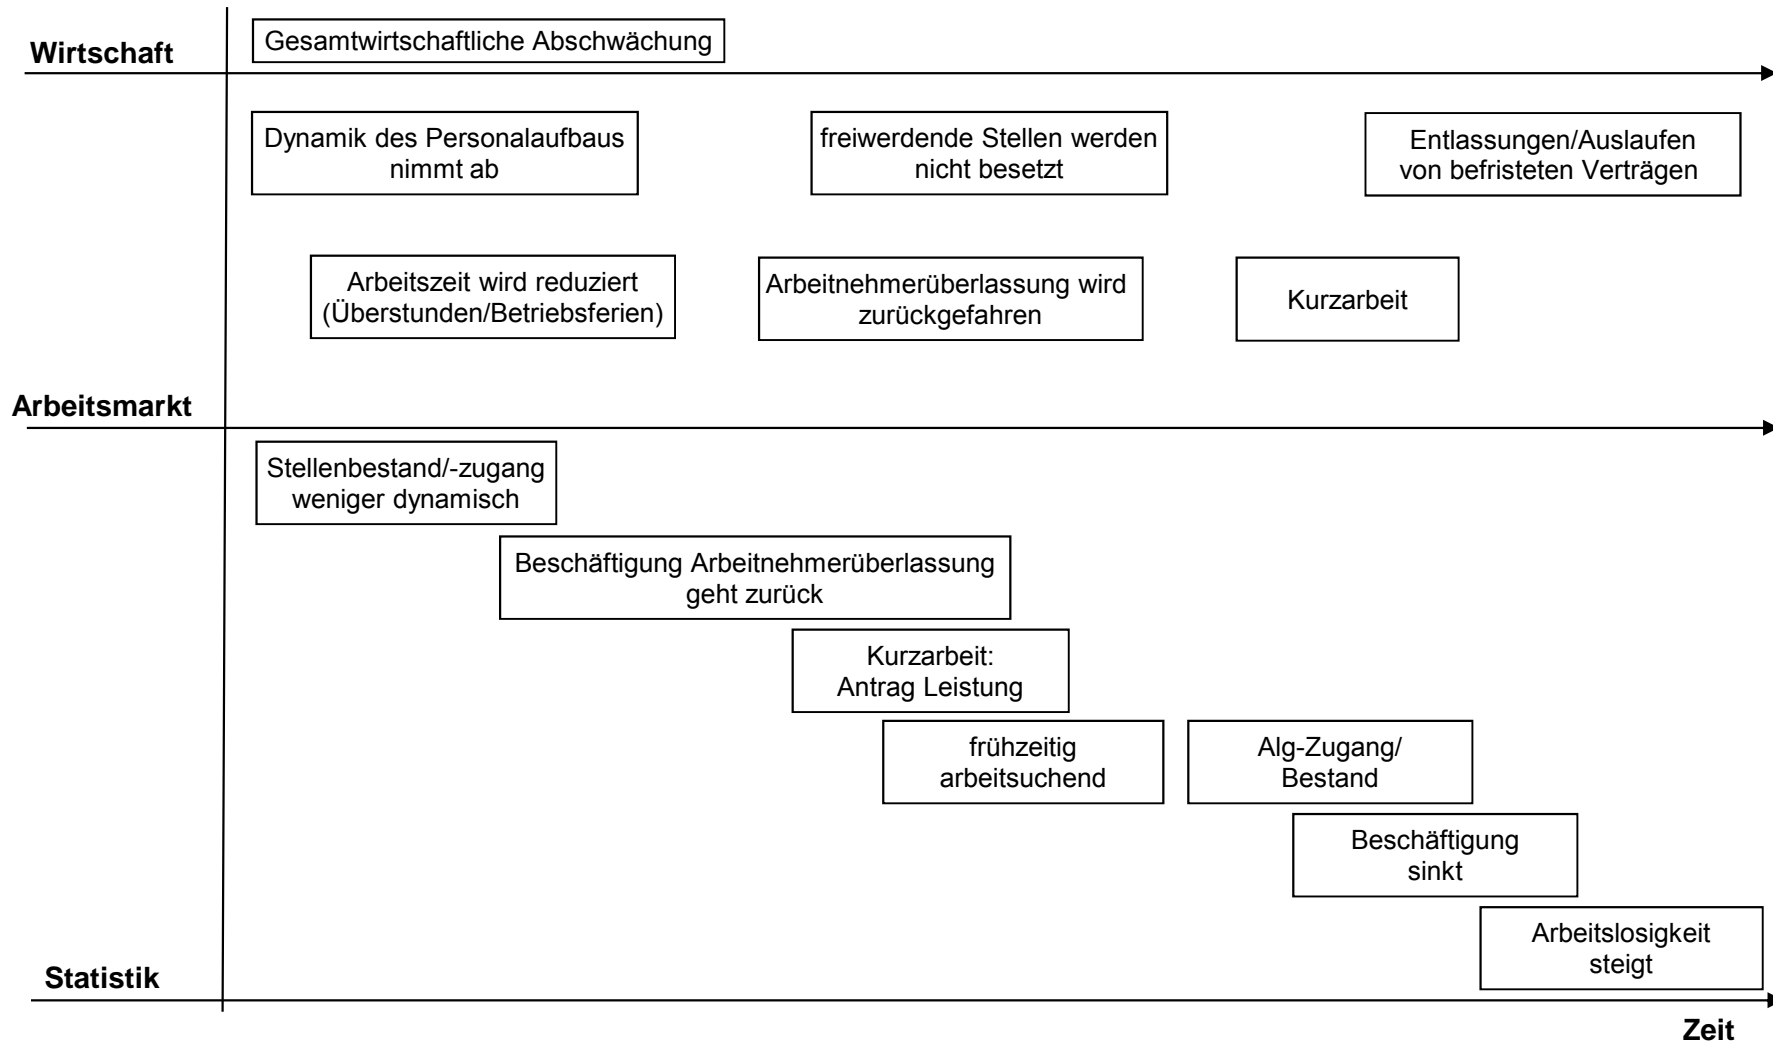 Wirtschaft
Gesamtwirtschaftliche Abschwächung
Dynamik des Personalaufbaus
nimmt ab
freiwerdende Stellen werden
nicht besetzt
Entlassungen/Auslaufen
von befristeten Verträgen
Arbeitszeit wird reduziert
(Überstunden/Betriebsferien)
Arbeitnehmerüberlassung wird
zurückgefahren
Kurzarbeit
Arbeitsmarkt
Stellenbestand/-zugang
weniger dynamisch
Beschäftigung Arbeitnehmerüberlassung
geht zurück
Kurzarbeit:
Antrag Leistung
frühzeitig
arbeitsuchend
Alg-Zugang/
Bestand
Beschäftigung
sinkt
Arbeitslosigkeit
steigt
Statistik
Zeit